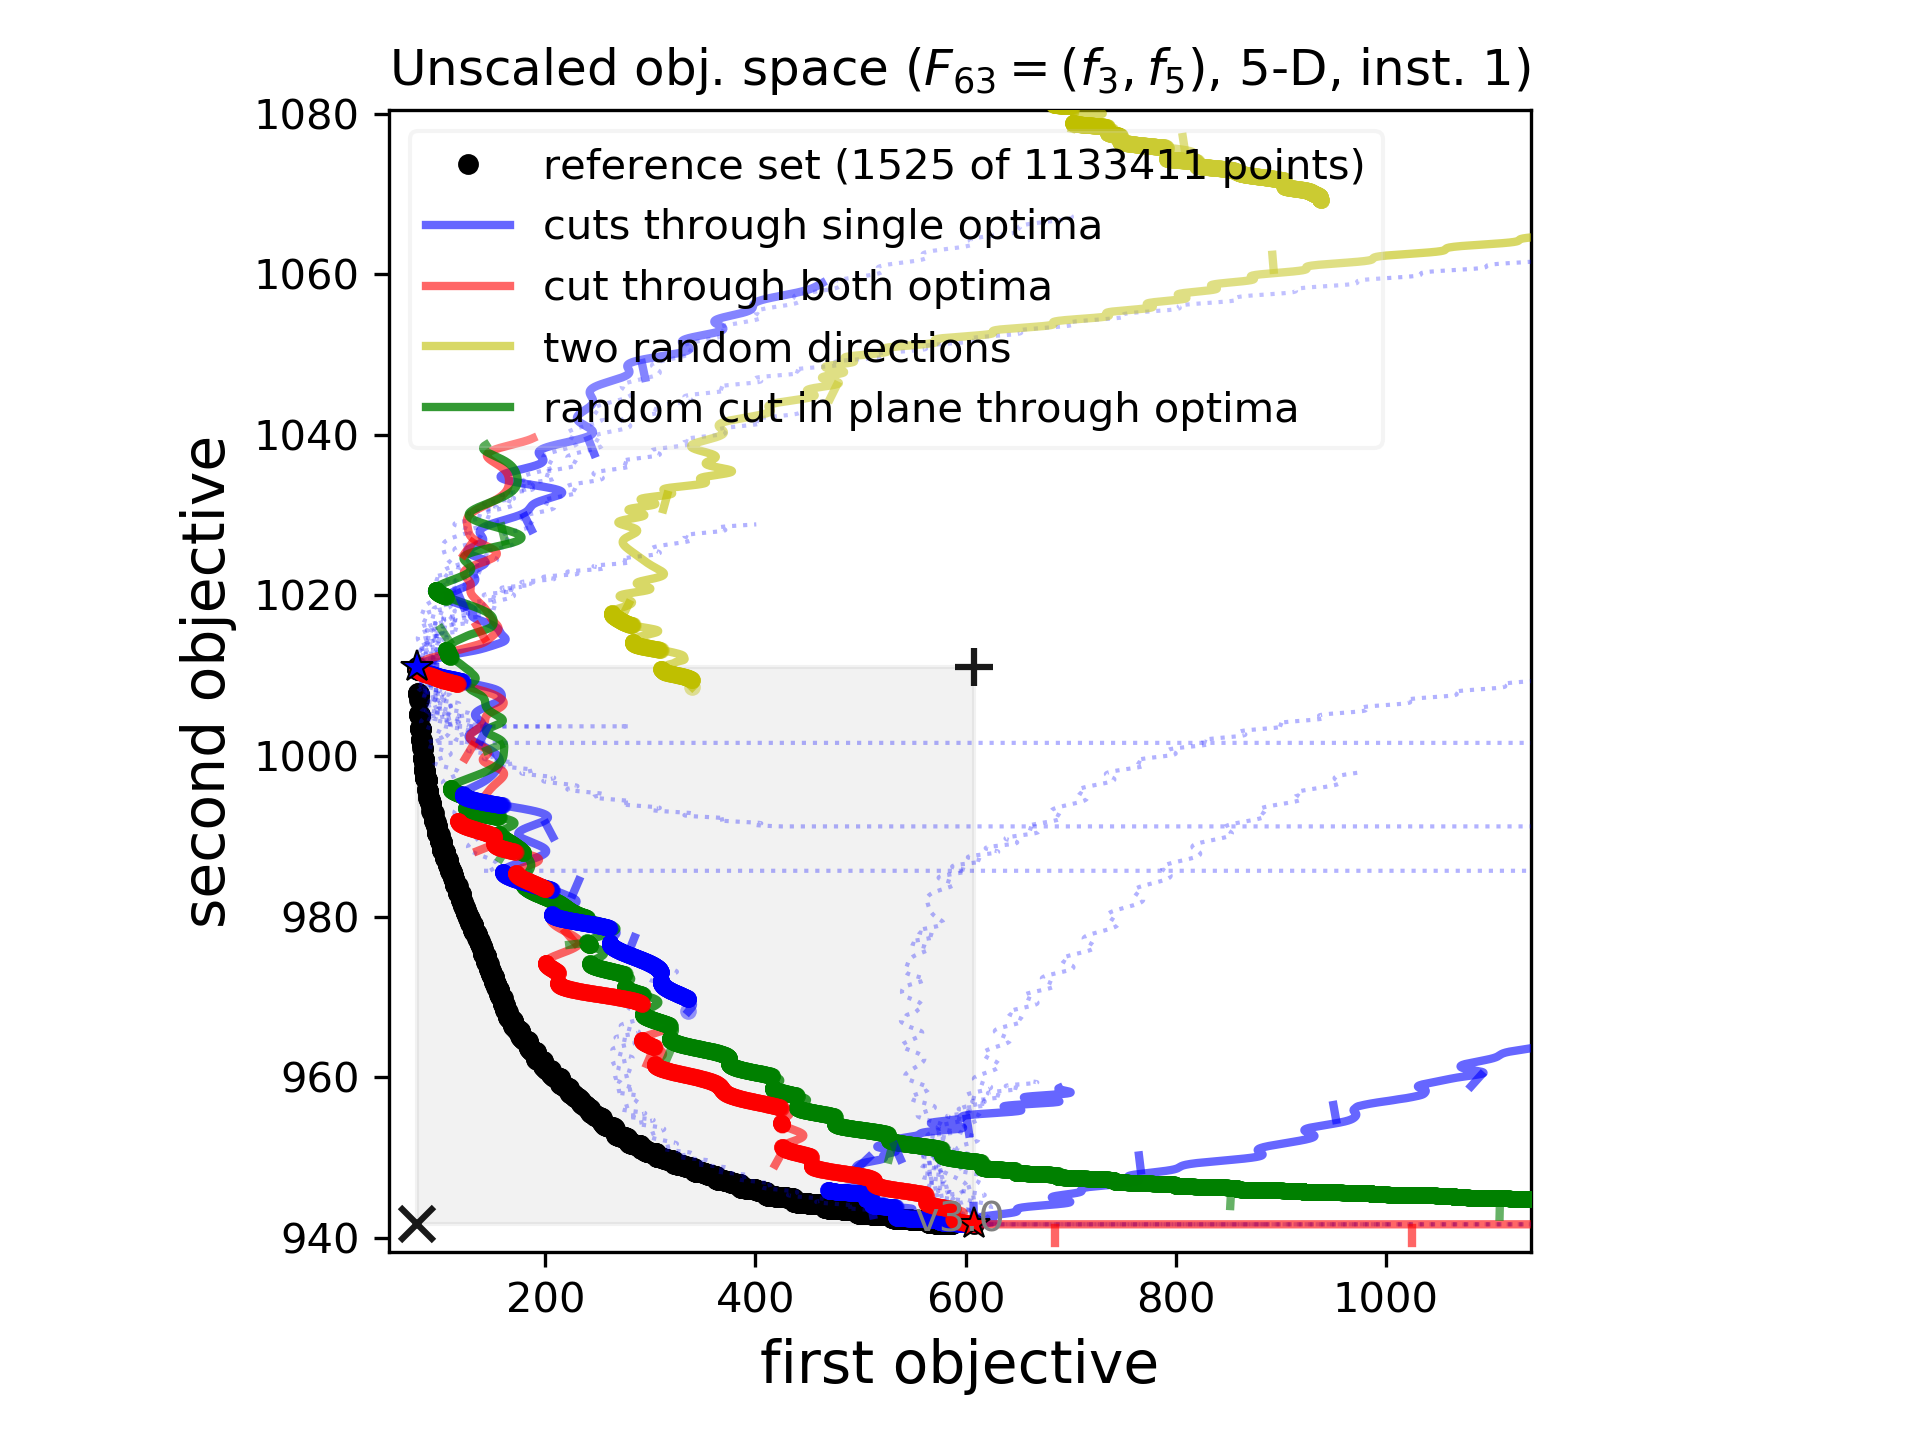 Unscaled obj. space (F63 = (f3, f5), 5-D, inst. 1)
1080
1060
1040
1020
1000
980
960
940
second objective
reference set (1525 of 1133411 points)
cuts through single optima
cut through both optima
two random directions
random cut in plane through optima
200 400 600 800 1000
first objective